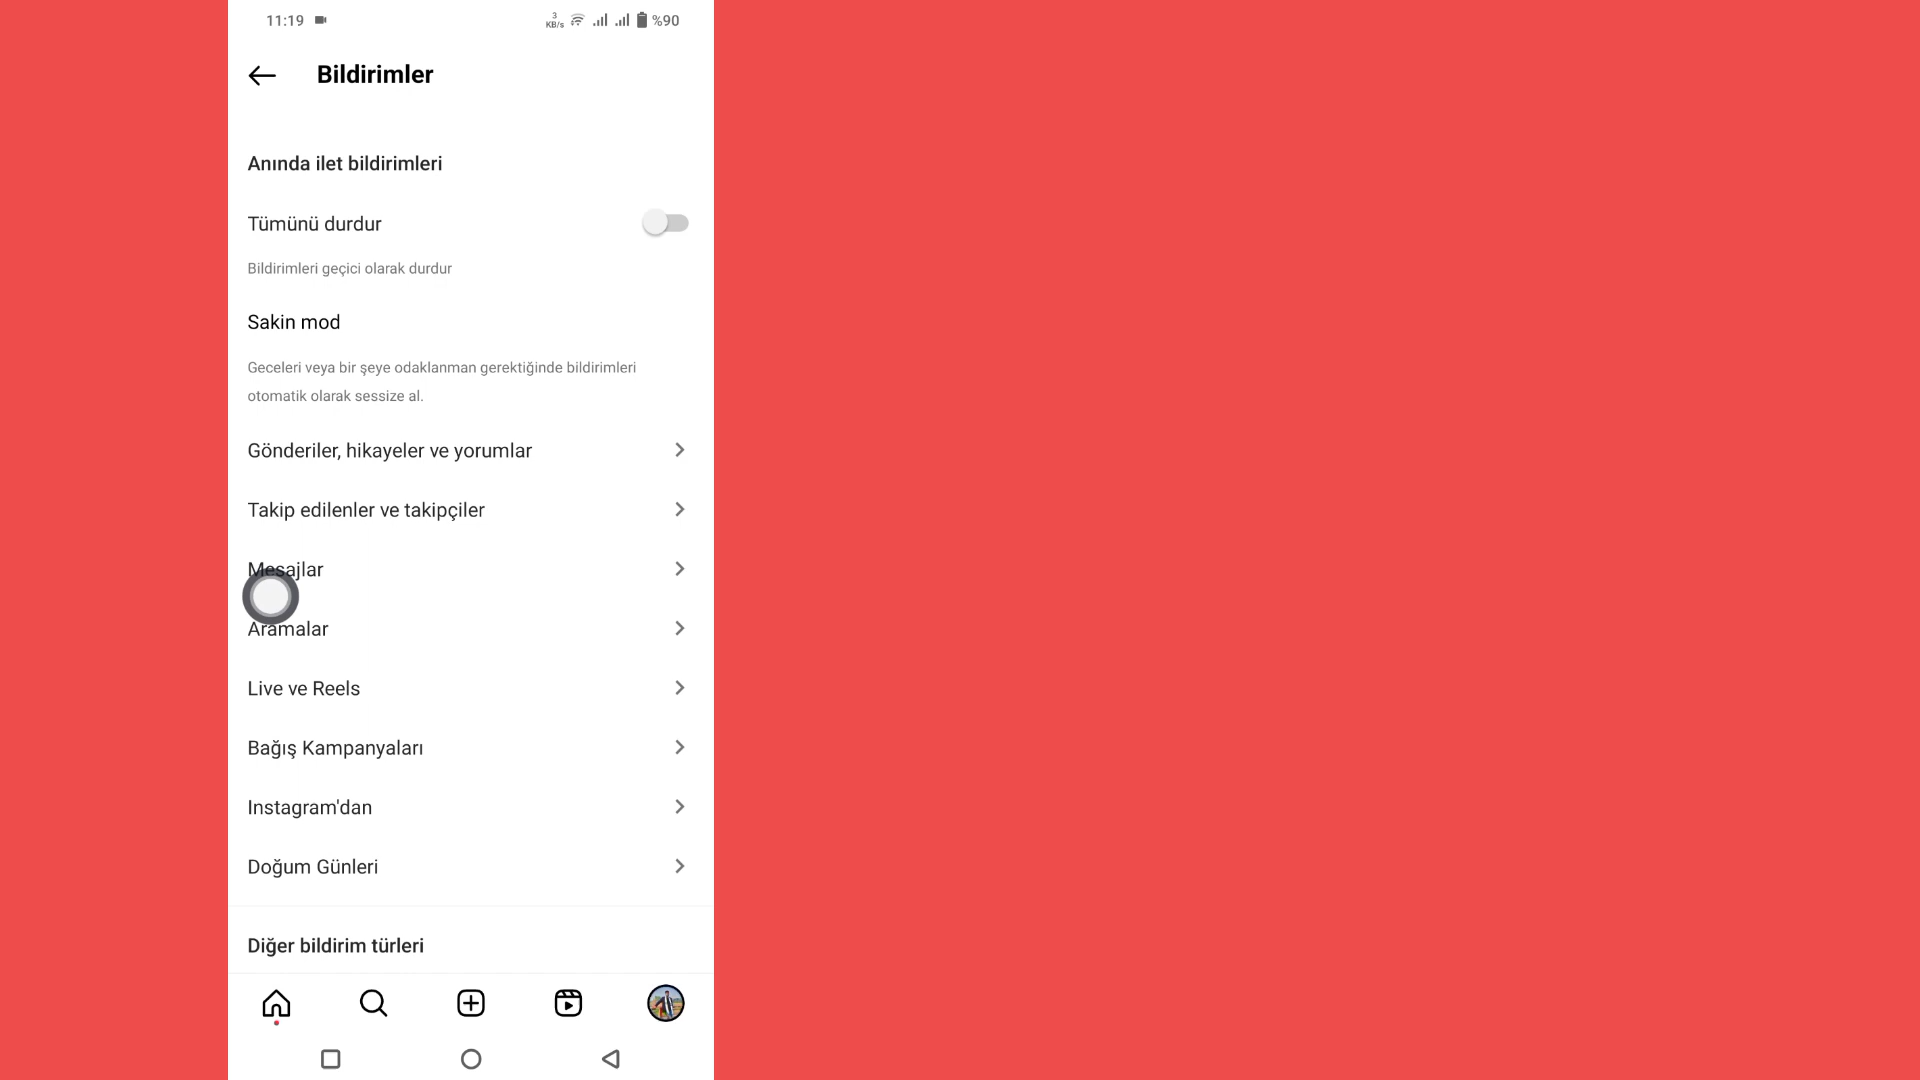 11:19
3
KB/s
%90
Bildirimler
Anında ilet bildirimleri
Tümünü durdur
Bildirimleri geçici olarak durdur
Sakin mod
Geceleri veya bir şeye odaklanman gerektiğinde bildirimleri
otomatik olarak sessize al.
Gönderiler, hikayeler ve yorumlar
Takip edilenler ve takipçiler
Mesajlar
Aramalar
Live ve Reels
Bağış Kampanyaları
Instagram'dan
Doğum Günleri
Diğer bildirim türleri